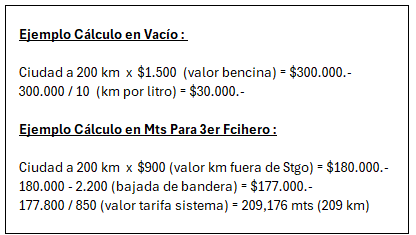 Ejemplo Cálculo en Vacío :
Ciudad a 200 km x $1.500 (valor bencina) = $300.000.-
300.000 / 10 (km por litro) = $30.000.-
Ejemplo Cálculo en Mts Para 3er Fcihero :
Ciudad a 200 km x $900 (valor km fuera de Stgo) = $180.000.-
180.000 - 2.200 (bajada de bandera) = $177.000.-
177.800 / 850 (valor tarifa sistema) = 209,176 mts (209 km)